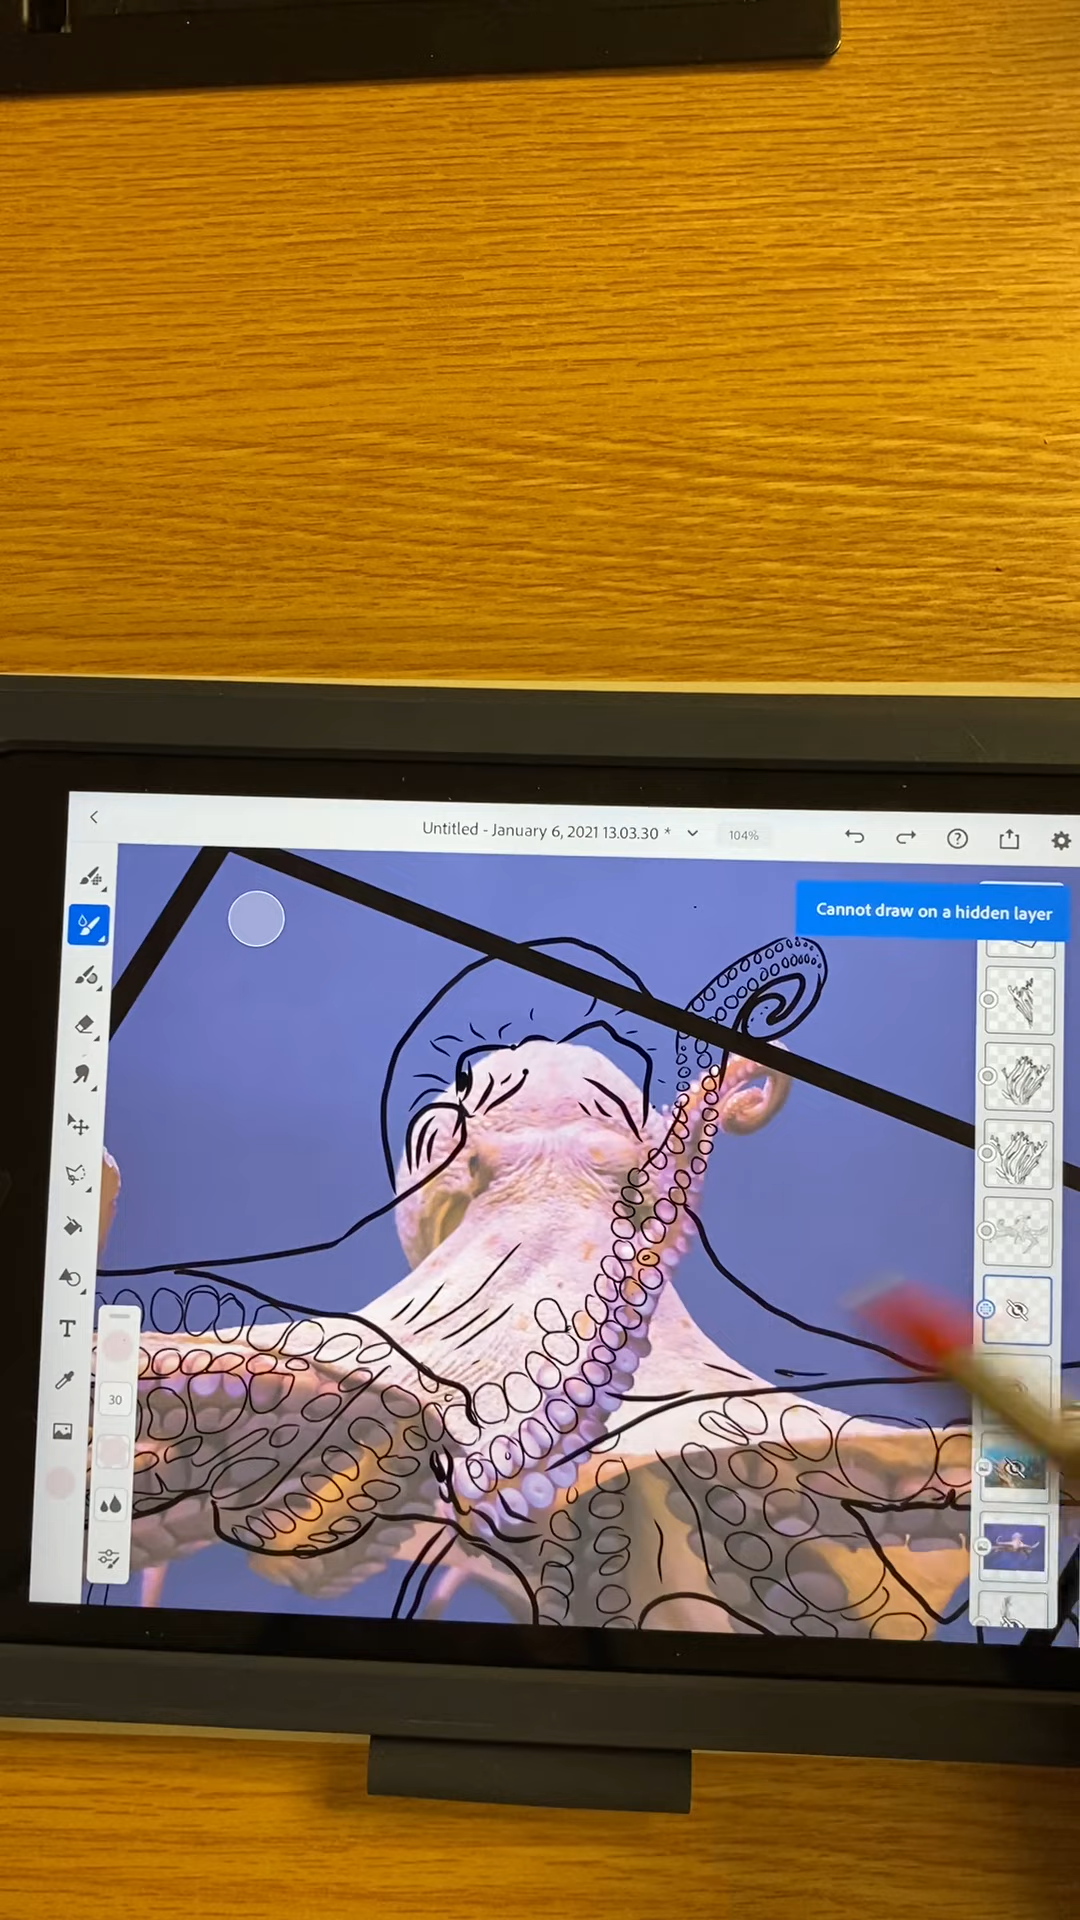 Untitled - January 6, 2021 13.03.30 *
104%
Cannot draw on a hidden layer
T
30